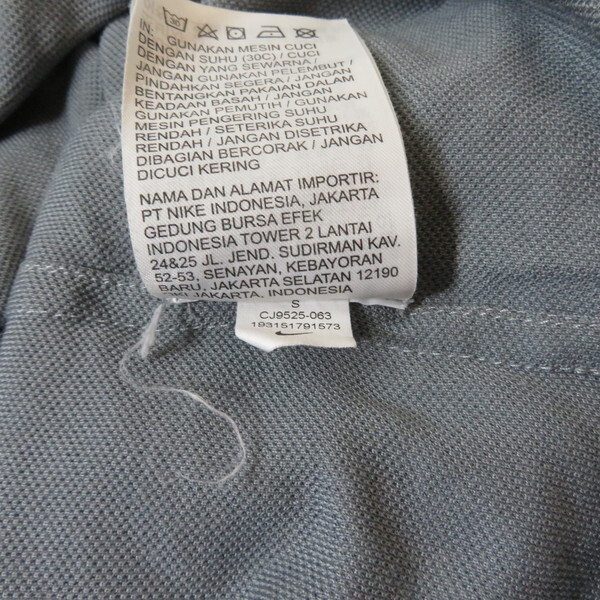 30
IN: GUNAKAN MESIN CUCI
DENGAN SUHU (30C) / CUCI
DENGAN YANG SEWARNA /
JANGAN GUNAKAN PELEMBUT /
PINDAHKAN SEGERA / JANGAN
BENTANGKAN PAKAIAN DALAM
KEADAAN BASAH / JANGAN
GUNAKAN PEMUTIH / GUNAKAN
MESIN PENGERING SUHU
RENDAH / SETERIKA SUHU
RENDAH / JANGAN DISETRIKA
DIBAGIAN BERCORAK / JANGAN
DICUCI KERING
NAMA DAN ALAMAT IMPORTIR:
PT NIKE INDONESIA, JAKARTA
GEDUNG BURSA EFEK
INDONESIA TOWER 2 LANTAI
24&25 JL. JEND. SUDIRMAN KAV.
52-53, SENAYAN, KEBAYORAN
BARU, JAKARTA SELATAN 12190
DKI JAKARTA, INDONESIA
S
CJ9525-063
193151791573